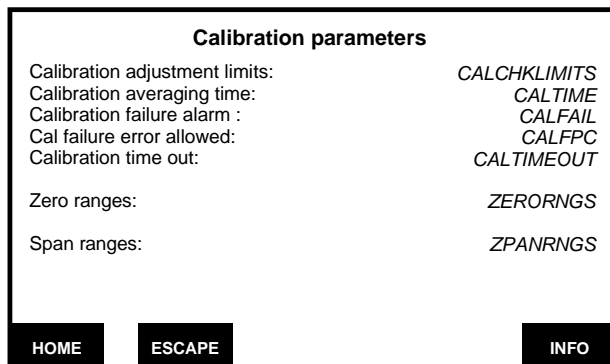 Calibration parameters
Calibration adjustment limits: CALCHKLIMITS
Calibration averaging time: CALTIME
Calibration failure alarm : CALFAIL
Cal failure error allowed: CALFPC
Calibration time out: CALTIMEOUT
Zero ranges: ZERORNGS
Span ranges: ZPANRNGS
HOME ESCAPE INFO